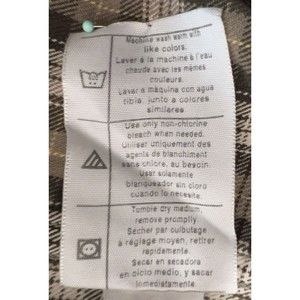 Machine wash warm with
like colors.
Laver à la machine à l'eau
chaude avec les mêmes
couleurs.
Lavar a máquina con agua
tibia, junto a colores
similares.
Use only non-chlorine
bleach when needed.
Utiliser uniquement des
agents de blanchiment
sans chlore, au besoin.
Usar solamente
blanqueador sin cloro
cuando lo necesite.
Tumble dry medium,
remove promptly.
Sécher par culbutage
à réglage moyen, retirer
rapidement.
Secar en secadora
en ciclo medio, y sacar
inmediatamente.